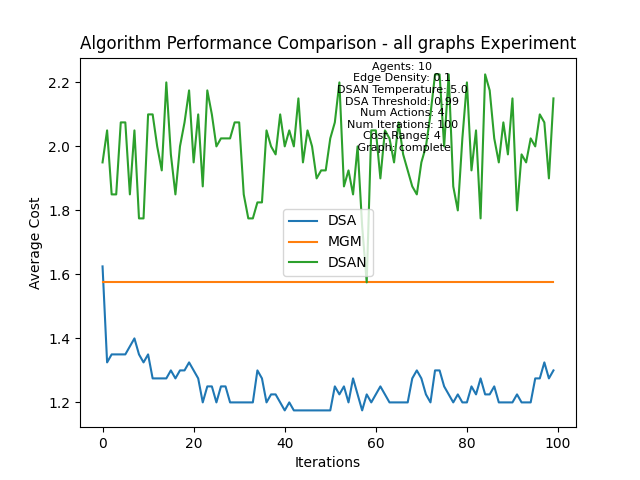 Algorithm Performance Comparison - all graphs Experiment
Agents: 10
Edge Density: 0.1
DSAN Temperature: 5.0
DSA Threshold: 0.99
Num Actions: 4
Num Iterations: 100
Cost Range: 4
Graph: complete
2.2
2.0
1.8
1.6
1.4
1.2
Average Cost
DSA
MGM
DSAN
0
20
40
60
80
100
Iterations